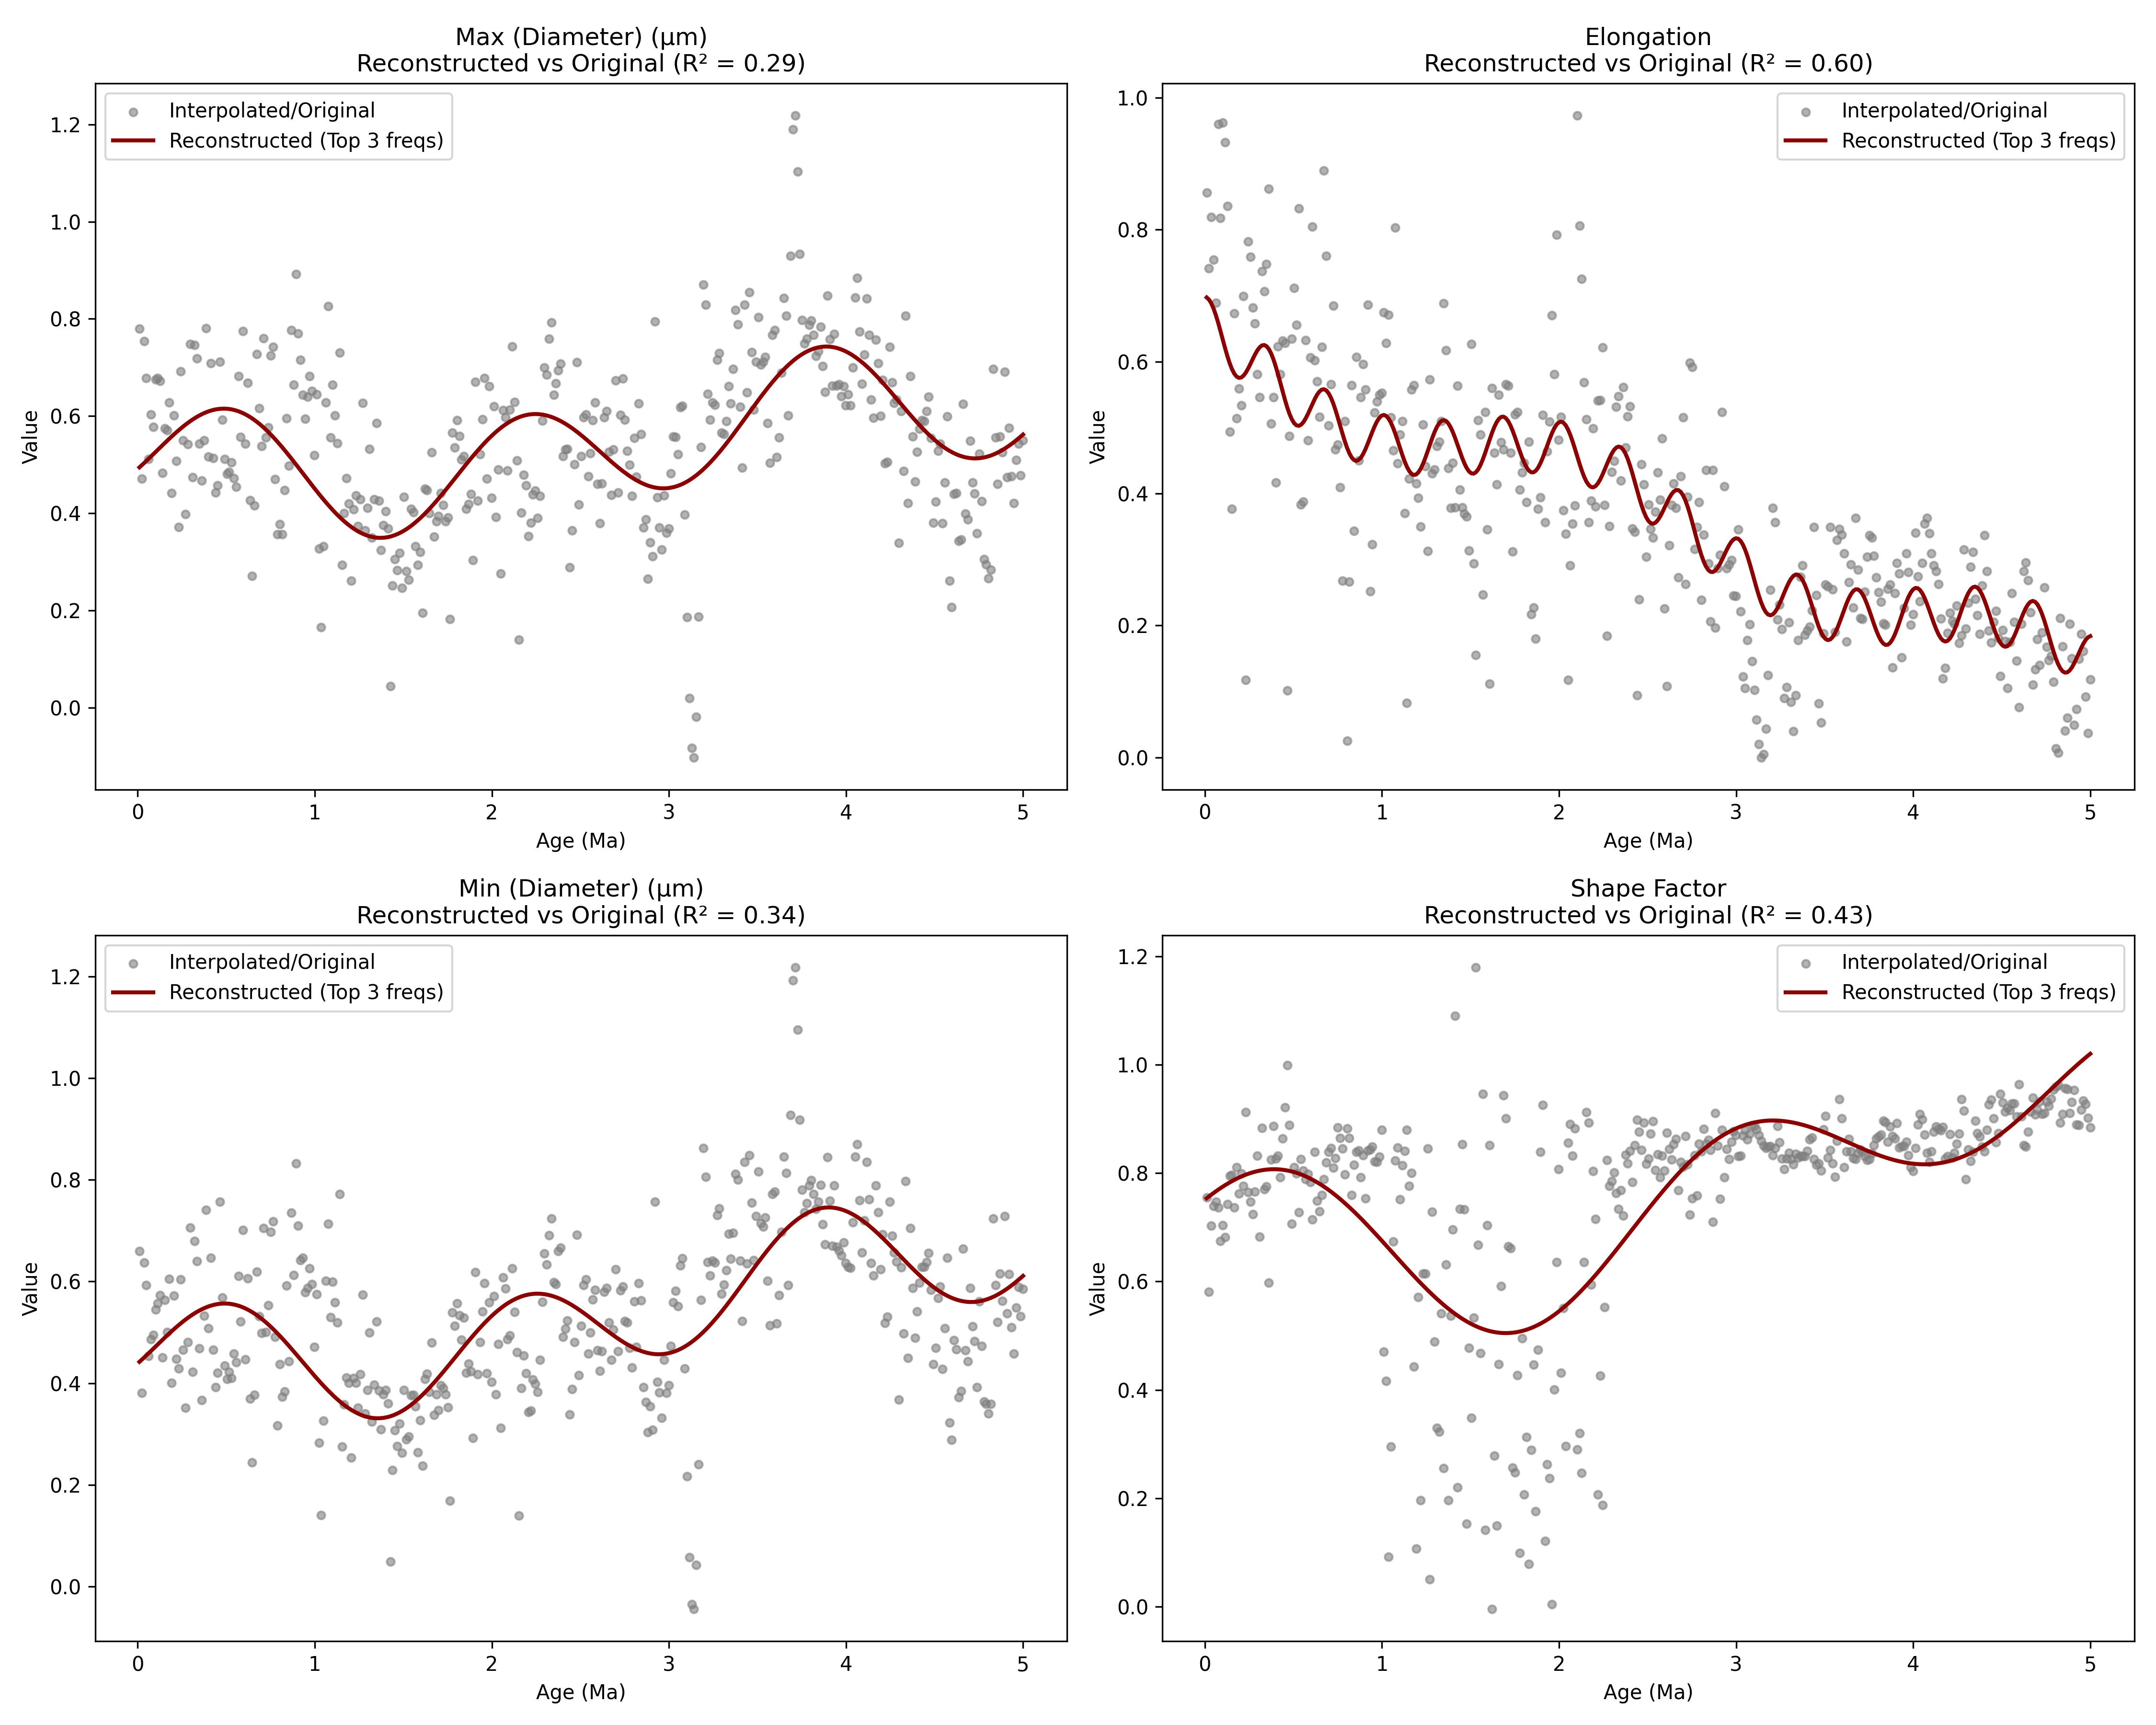 Max (Diameter) (µm)
Reconstructed vs Original (R² = 0.29)
Interpolated/Original
Reconstructed (Top 3 freqs)
Value
1.2
1.0
0.8
0.6
0.4
0.2
0.0
0 1 2 3 4 5
Age (Ma)
Elongation
Reconstructed vs Original (R² = 0.60)
Interpolated/Original
Reconstructed (Top 3 freqs)
Value
1.0
0.8
0.6
0.4
0.2
0.0
0 1 2 3 4 5
Age (Ma)
Min (Diameter) (µm)
Reconstructed vs Original (R² = 0.34)
Interpolated/Original
Reconstructed (Top 3 freqs)
Value
1.2
1.0
0.8
0.6
0.4
0.2
0.0
0 1 2 3 4 5
Age (Ma)
Shape Factor
Reconstructed vs Original (R² = 0.43)
Interpolated/Original
Reconstructed (Top 3 freqs)
Value
1.2
1.0
0.8
0.6
0.4
0.2
0.0
0 1 2 3 4 5
Age (Ma)